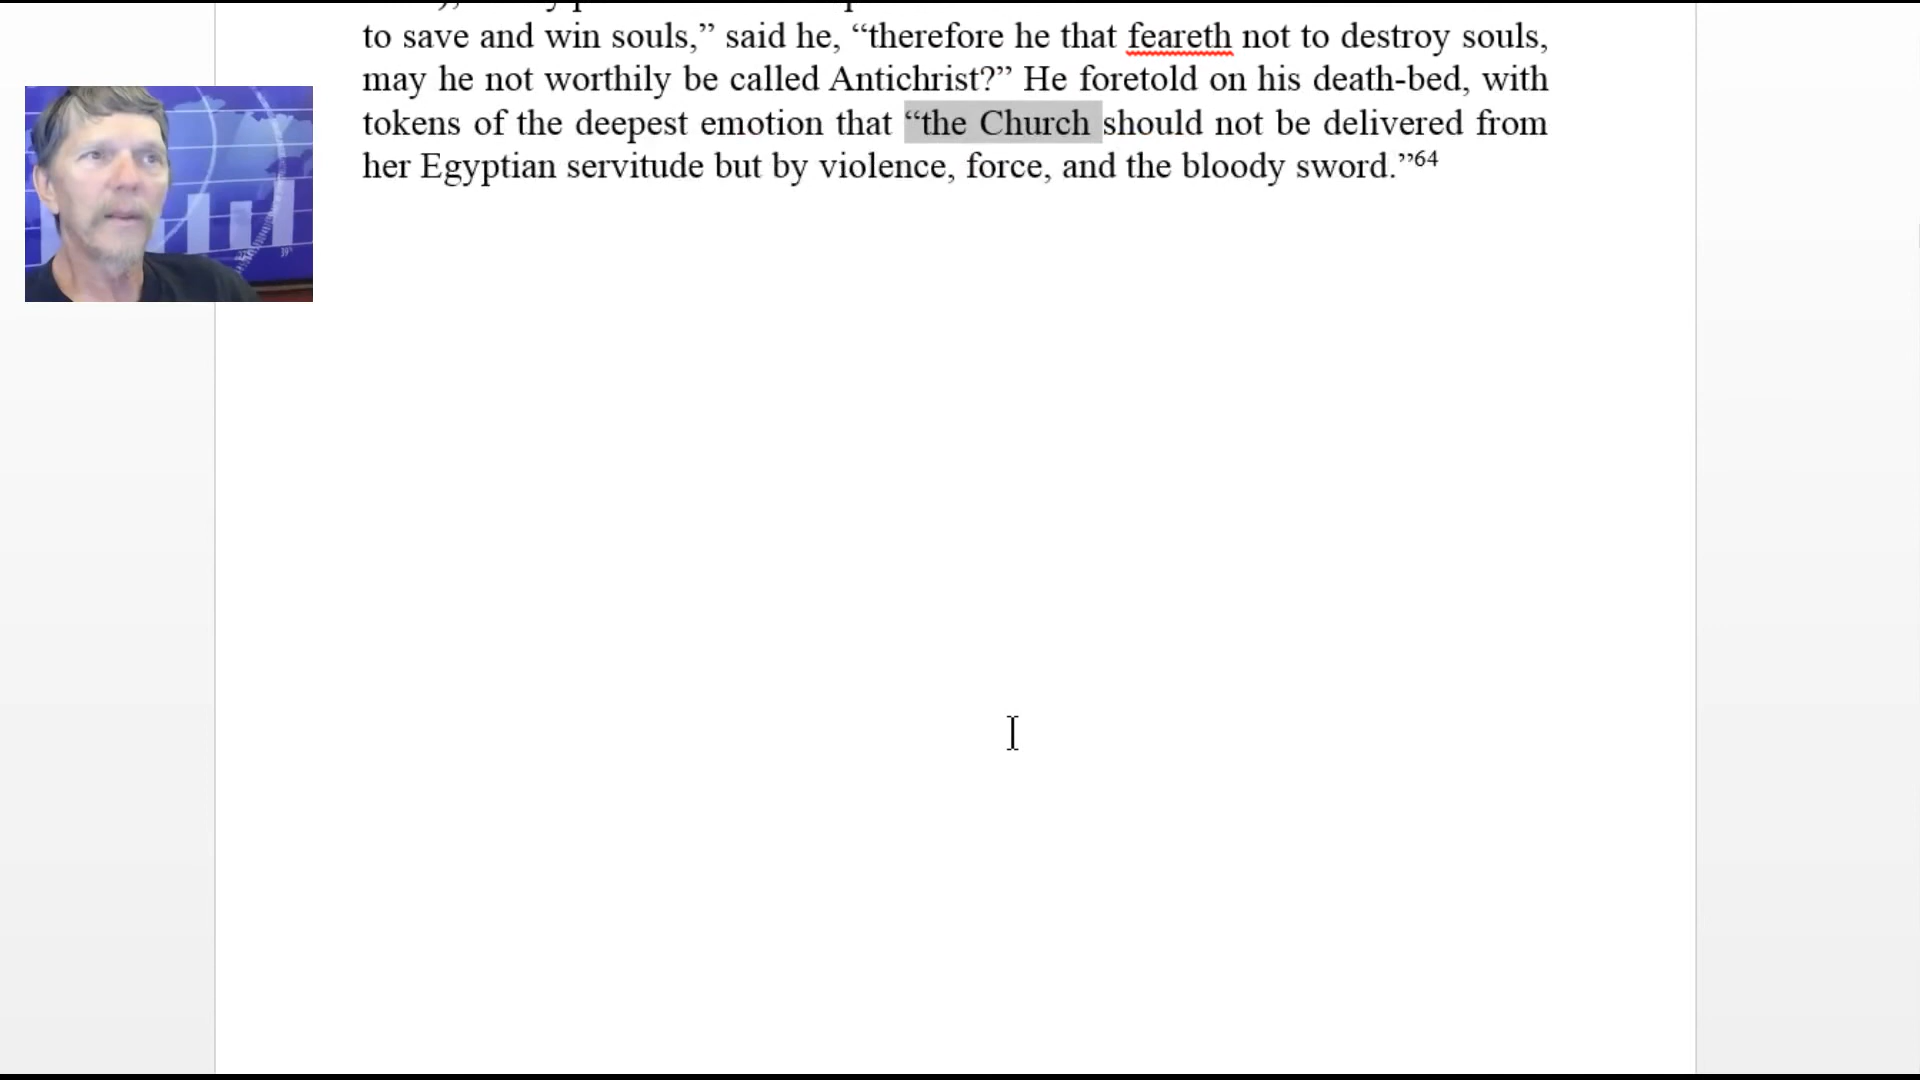 to save and win souls,” said he, “therefore he that feareth not to destroy souls,
may he not worthily be called Antichrist?” He foretold on his death-bed, with
tokens of the deepest emotion that “the Church should not be delivered from
her Egyptian servitude but by violence, force, and the bloody sword.”64